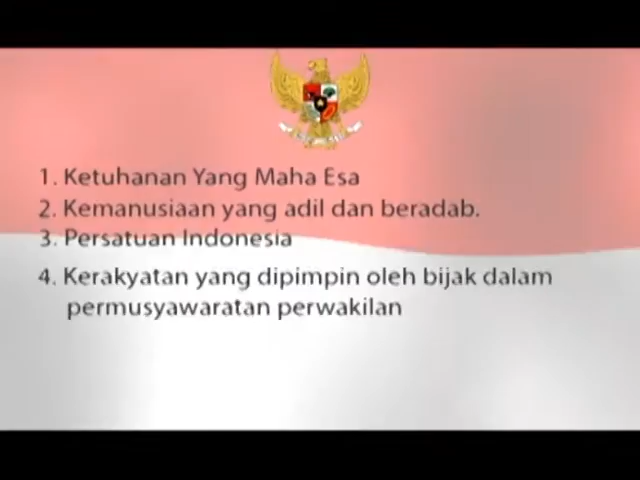 1. Ketuhanan Yang Maha Esa
2. Kemanusiaan yang adil dan beradab.
3. Persatuan Indonesia
4. Kerakyatan yang dipimpin oleh bijak dalam
permusyawaratan perwakilan